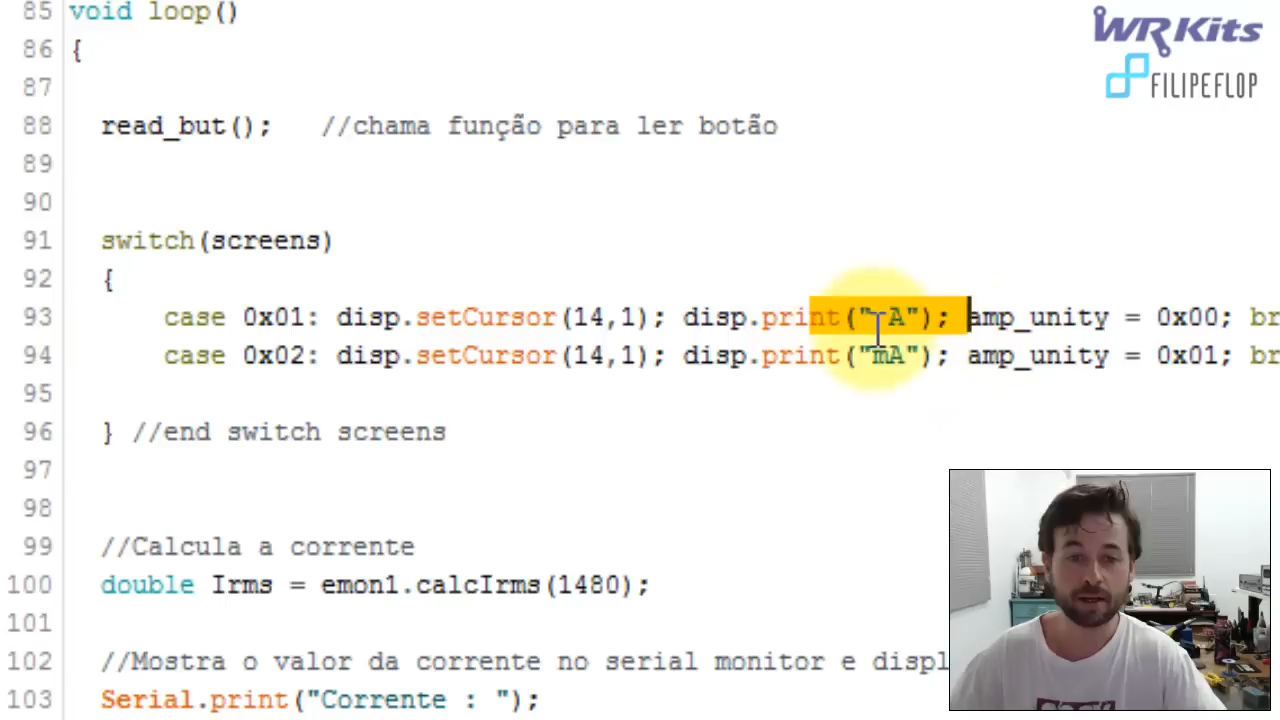 WRKits
FILIPEFLOP
85 void loop()
86 {
87
88 read_but(); //chama função para ler botão
89
90
91 switch(screens)
92 {
93 case 0x01: disp.setCursor(14,1); disp.print(" A"); amp_unity = 0x00; br
94 case 0x02: disp.setCursor(14,1); disp.print("mA"); amp_unity = 0x01; br
95
96 } //end switch screens
97
98
99 //Calcula a corrente
100 double Irms = emon1.calcIrms(1480);
101
102 //Mostra o valor da corrente no serial monitor e displ
103 Serial.print("Corrente : ");